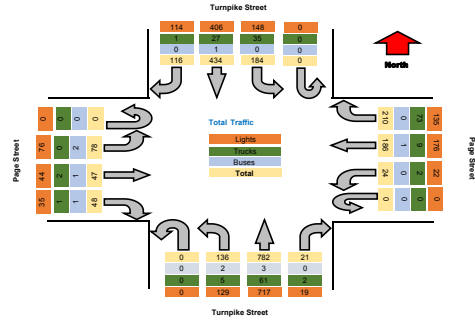 Turnpike Street
114 406 148 0
1 27 35 0
0 1 0 0
116 434 184 0
North
Total Traffic
Lights
Trucks
Buses
Total
Page Street
0 0 0 0
76 0 2 78
44 2 1 47
35 1 1 48
210 0 73 135
186 1 9 176
24 0 2 22
0 0 0 0
Page Street
0 136 782 21
0 2 3 0
0 5 61 2
0 129 717 19
Turnpike Street